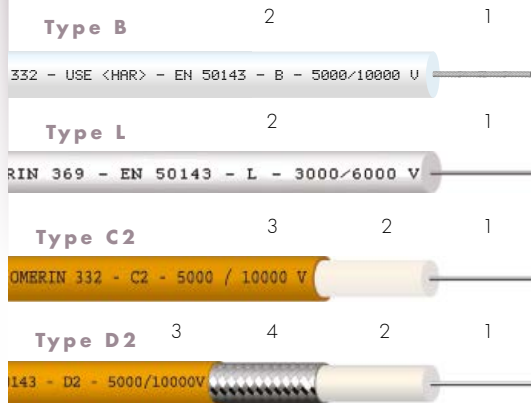 Type B 2 1
332 - USE <HAR> - EN 50143 - B - 5000/10000 V
Type L 2 1
RIN 369 - EN 50143 - L - 3000/6000 V
Type C2 3 2 1
OMERIN 332 - C2 - 5000 / 10000 V
Type D2 3 4 2 1
143 - D2 - 5000/10000V